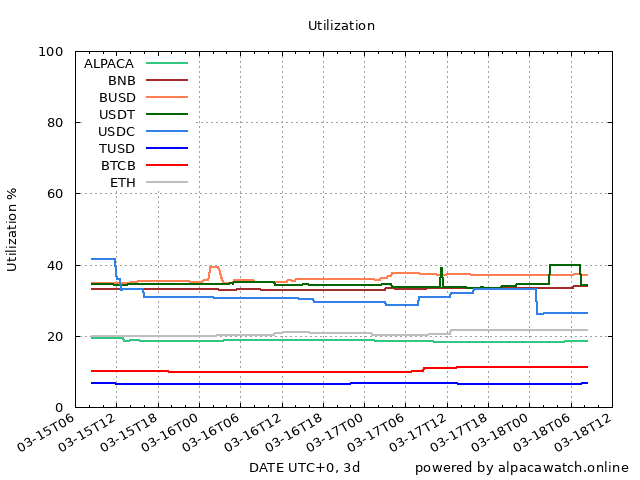 Utilization
Utilization %
100
80
60
40
20
0
ALPACA
BNB
BUSD
USDT
USDC
TUSD
BTCB
ETH
03-15T06
03-15T12
03-15T18
03-16T00
03-16T06
03-16T12
03-16T18
03-17T00
03-17T06
03-17T12
03-17T18
03-18T00
03-18T06
03-18T12
DATE UTC+0, 3d
powered by alpacawatch.online